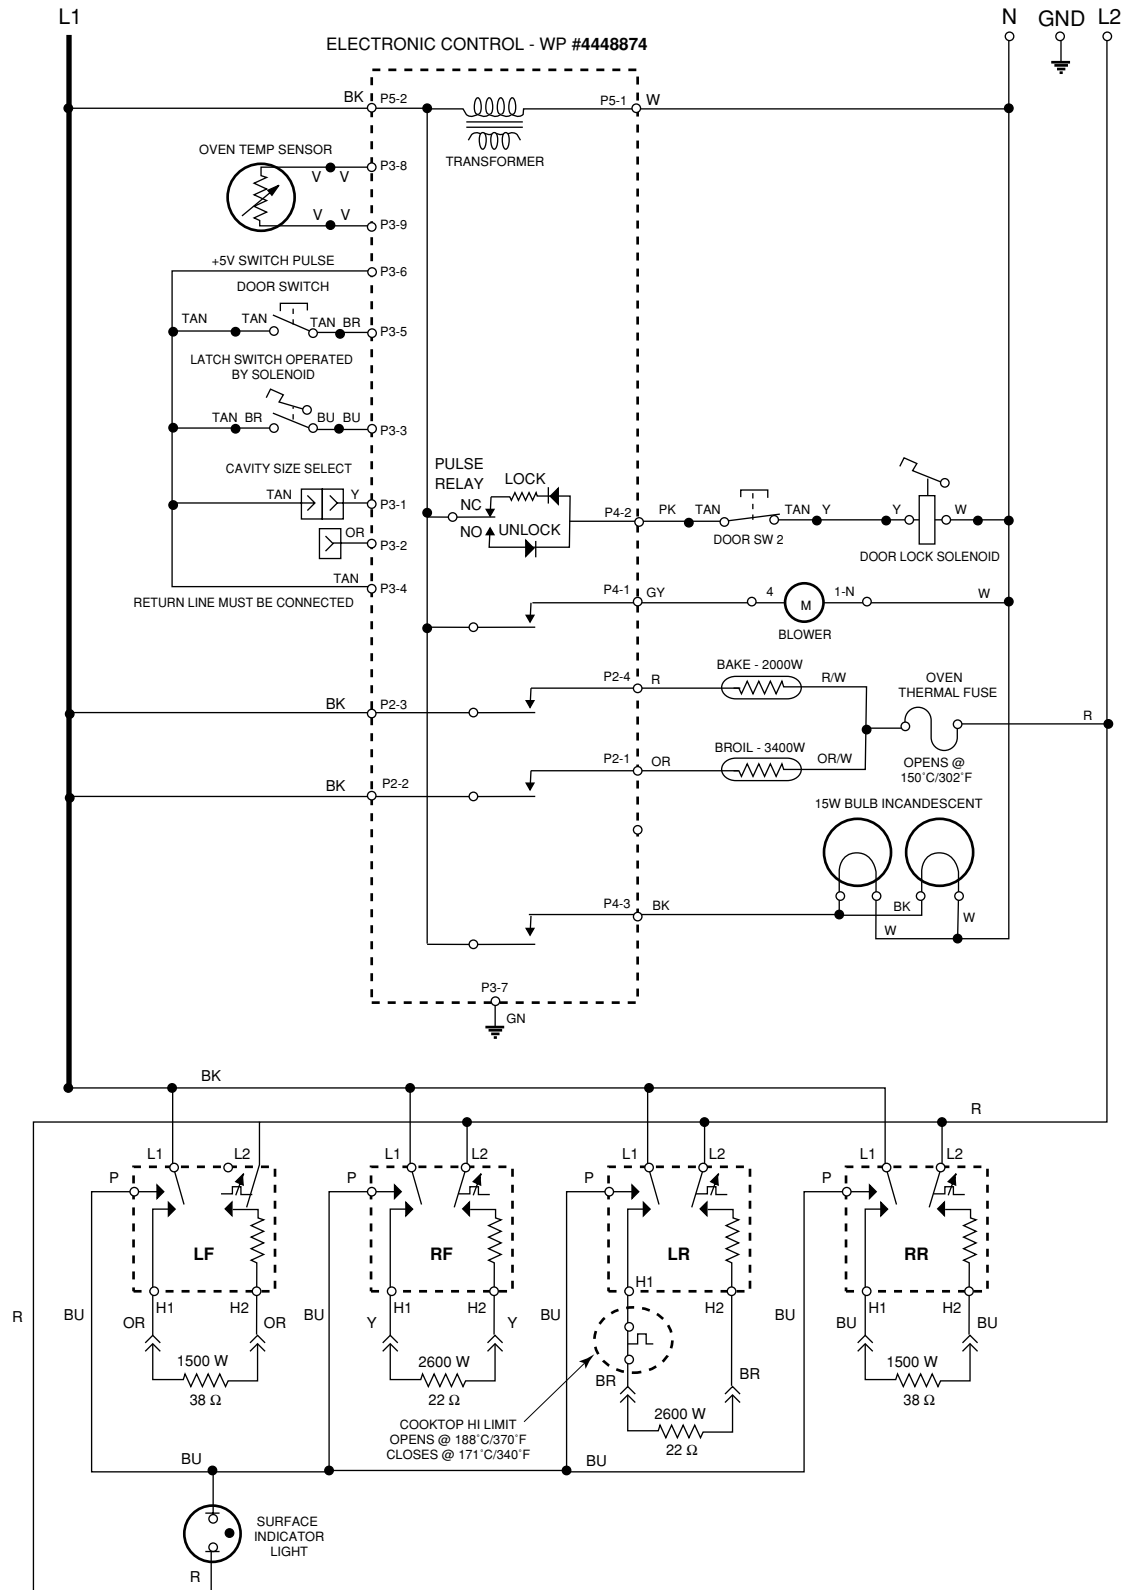 L1
N GND L2
ELECTRONIC CONTROL - WP #4448874
BK P5-2
P5-1 W
TRANSFORMER
OVEN TEMP SENSOR
V V
P3-8
V V
P3-9
+5V SWITCH PULSE
P3-6
DOOR SWITCH
TAN TAN TAN BR P3-5
LATCH SWITCH OPERATED
BY SOLENOID
TAN BR BU BU P3-3
CAVITY SIZE SELECT
TAN Y P3-1
OR P3-2
TAN P3-4
RETURN LINE MUST BE CONNECTED
PULSE
RELAY
LOCK
NC
NO
UNLOCK
P4-2 PK TAN TAN Y Y W
DOOR SW 2
DOOR LOCK SOLENOID
P4-1 GY 4 M 1-N W
BLOWER
BAKE - 2000W
P2-4 R R/W
OVEN
THERMAL FUSE
BK P2-3
R
BROIL - 3400W
P2-1 OR OR/W
OPENS @
150˚C/302˚F
BK P2-2
15W BULB INCANDESCENT
P4-3 BK
BK
W
W
P3-7
GN
BK
R
L1 L2 L1 L2 L1 L2 L1 L2
P P P P
LF RF LR RR
H1 H2 H1 H2 H1 H2 H1 H2
R BU OR OR BU Y Y BU BU BU BU
1500 W
38 Ω
2600 W
22 Ω
BR BR
2600 W
22 Ω
1500 W
38 Ω
COOKTOP HI LIMIT
OPENS @ 188˚C/370˚F
CLOSES @ 171˚C/340˚F
BU BU
SURFACE
INDICATOR
LIGHT
R